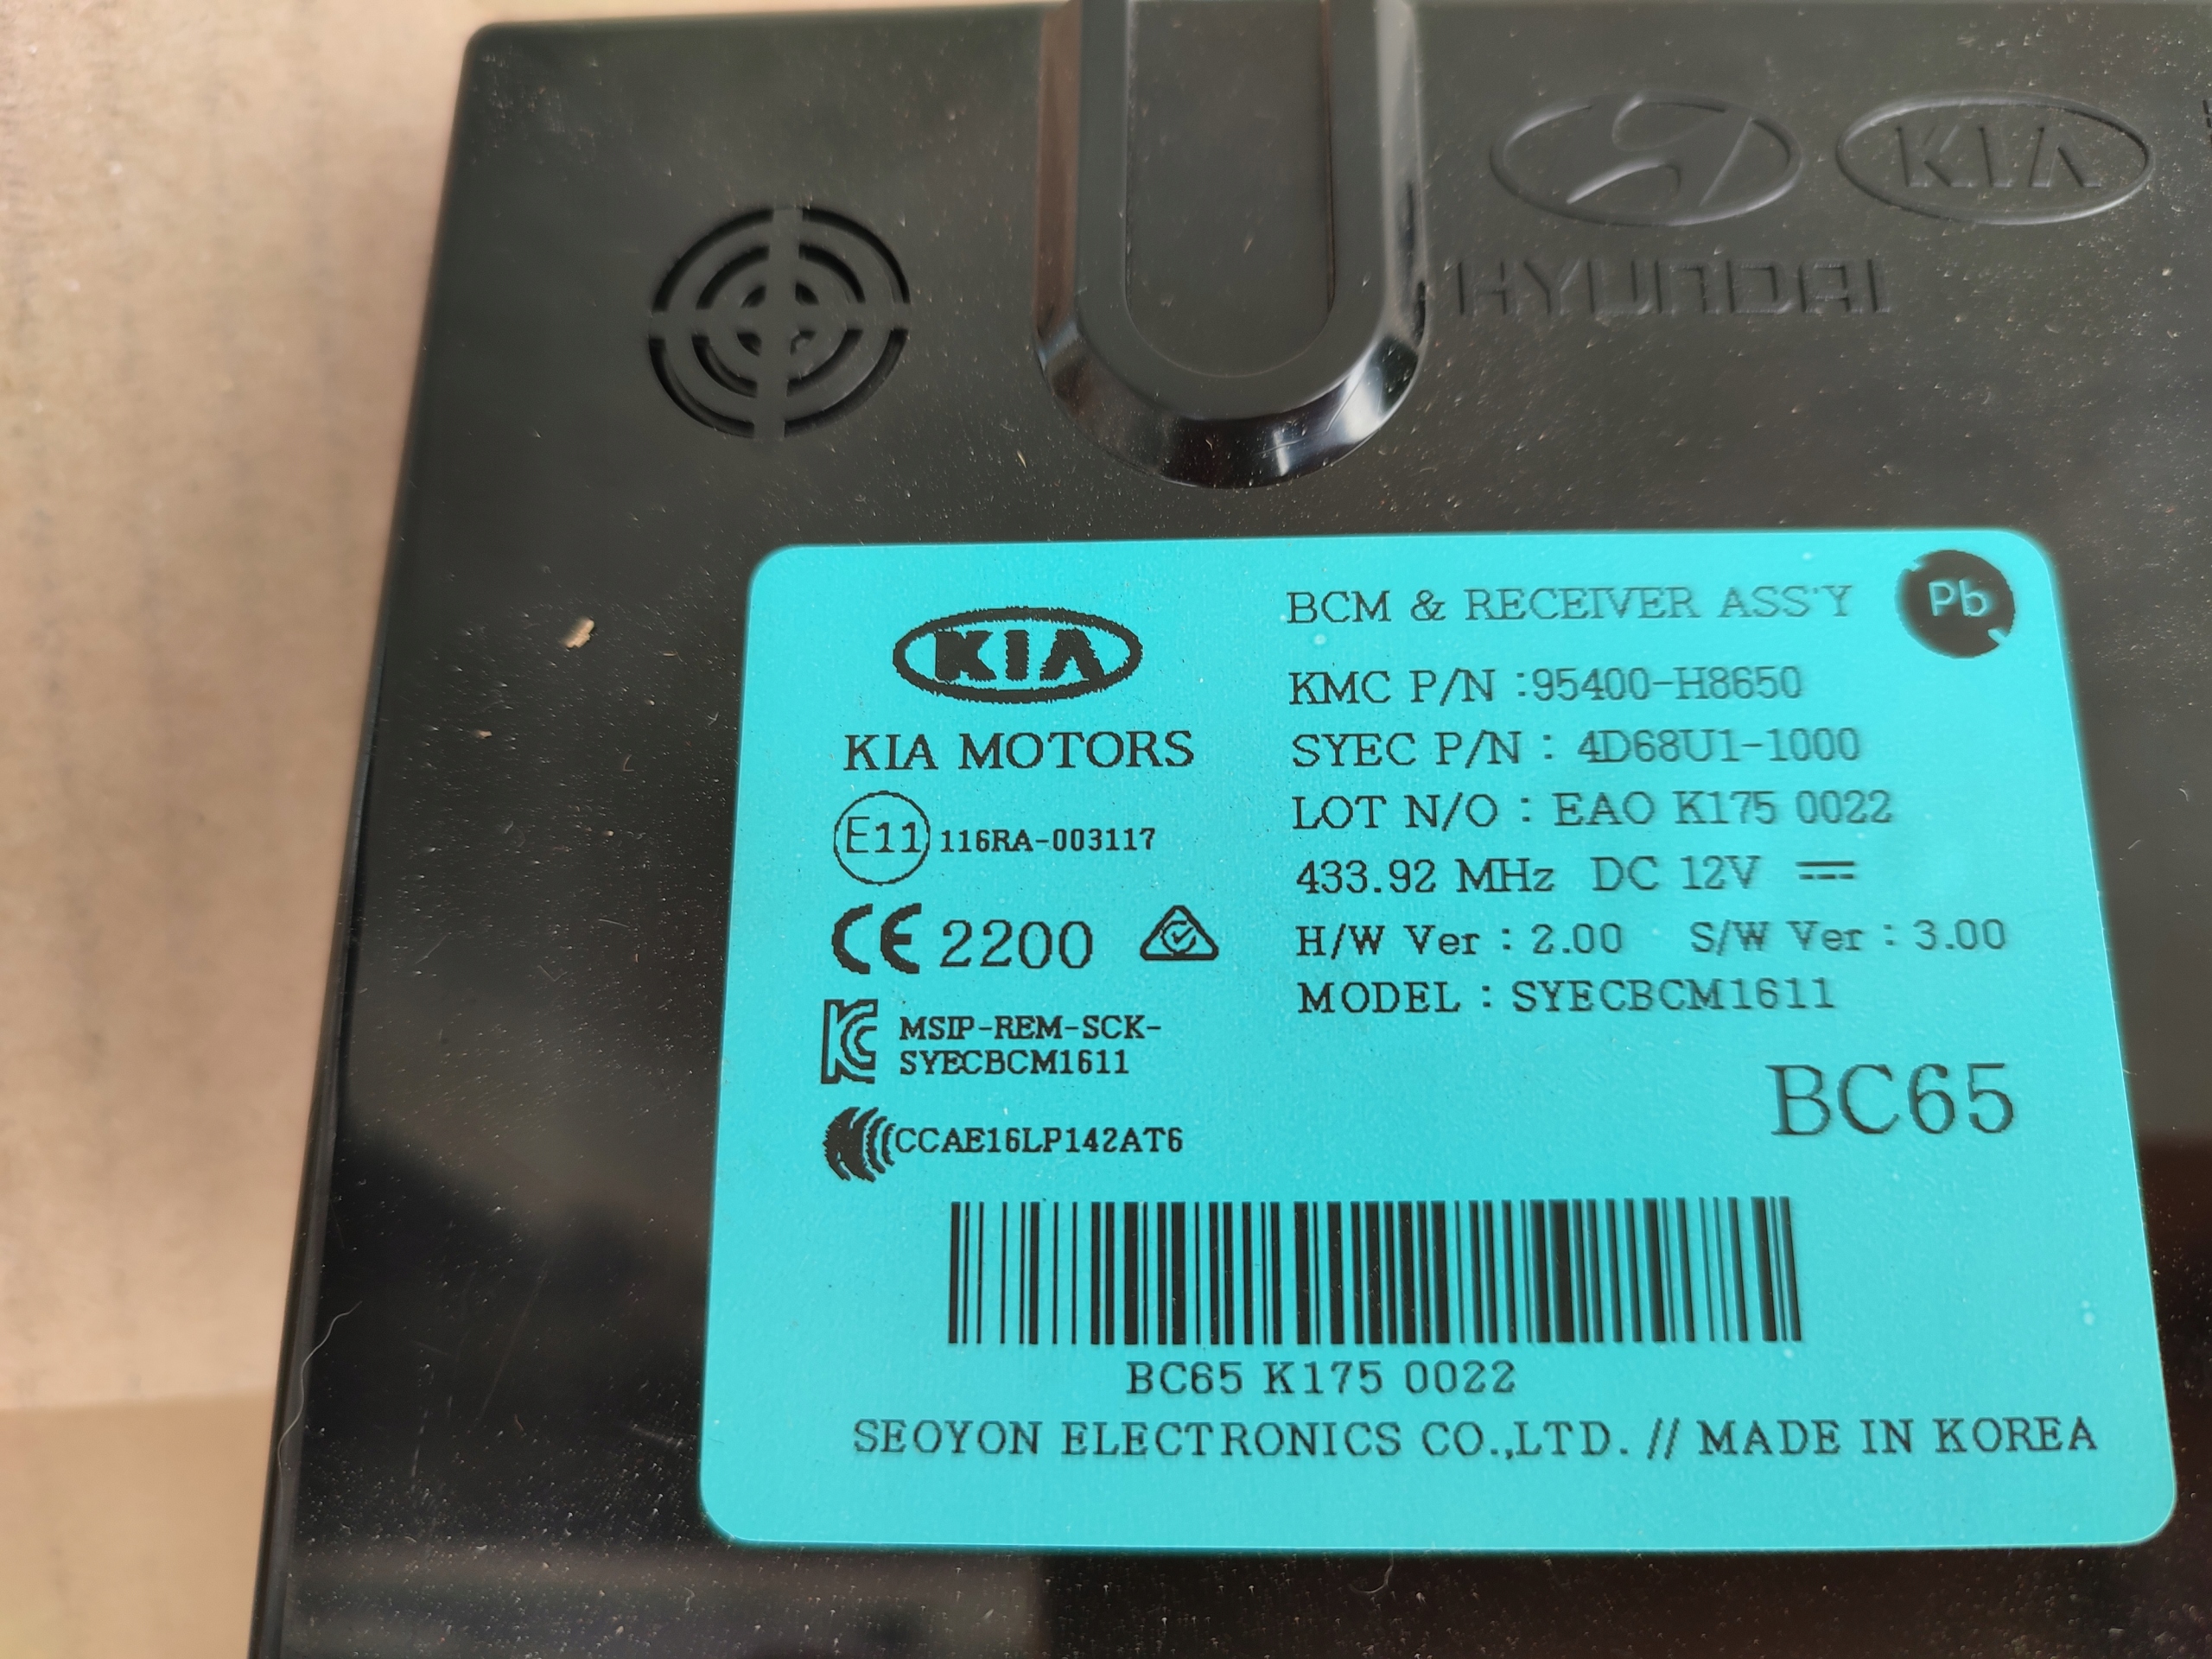 KIA
HYUNDAI
KIA
KIA MOTORS
E11 116RA-003117
CE 2200
KC MSIP-REM-SCK-
SYECBCM1611
CCAE16LP142AT6
BCM & RECEIVER ASS'Y
Pb
KMC P/N :95400-H8650
SYEC P/N : 4D68U1-1000
LOT N/O : EAO K175 0022
433.92 MHz DC 12V
H/W Ver : 2.00 S/W Ver : 3.00
MODEL : SYECBCM1611
BC65
BC65 K175 0022
SEOYON ELECTRONICS CO.,LTD. // MADE IN KOREA